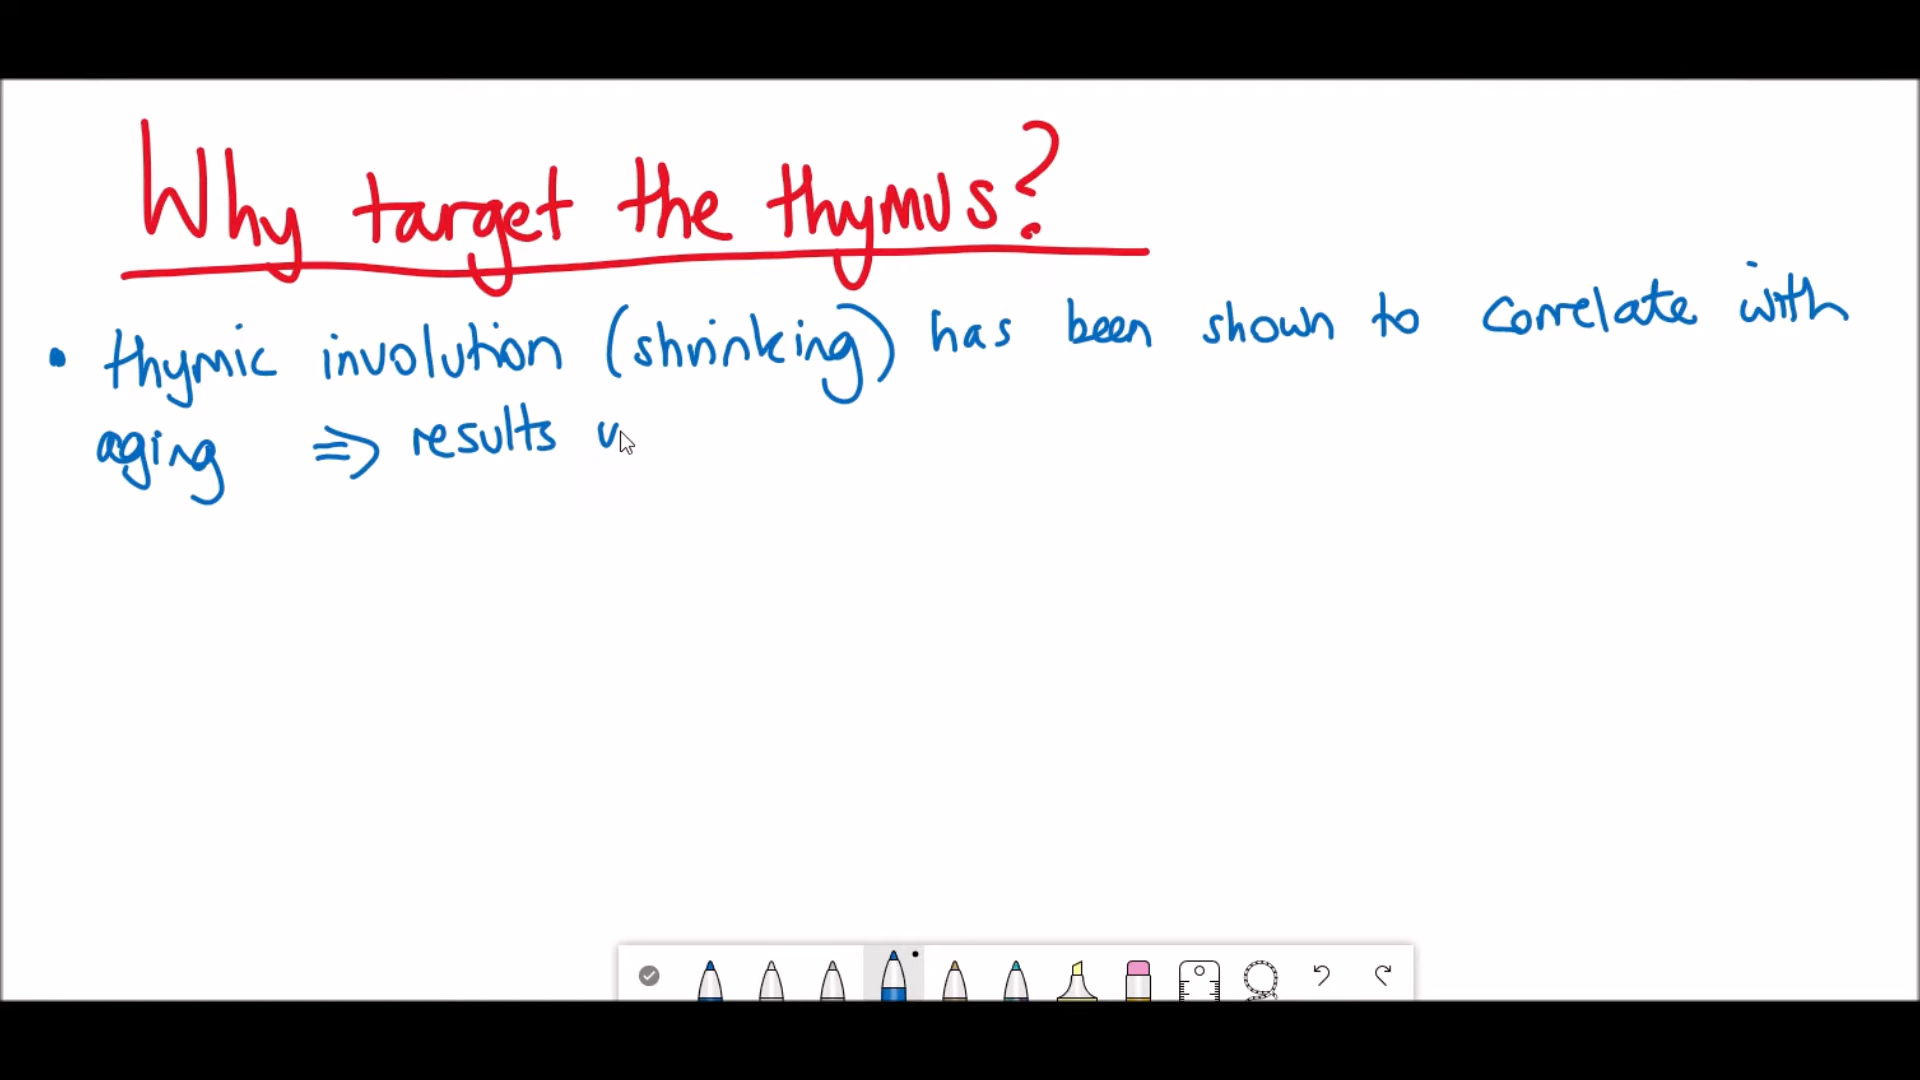 Why target the thymus?
• thymic involution (shrinking) has been shown to correlate with
aging ⇒ results